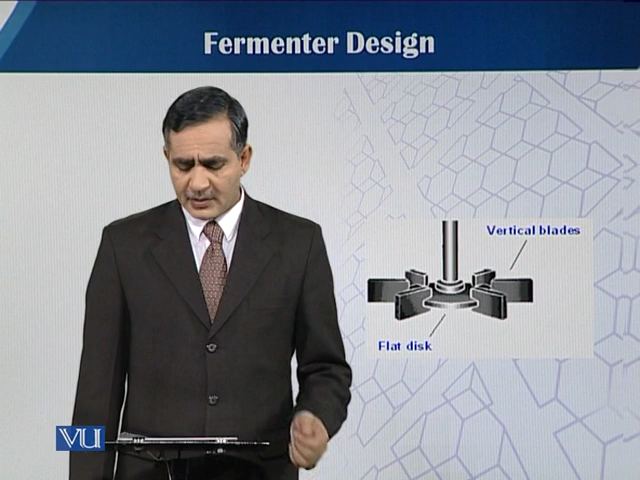 Fermenter Design
Vertical blades
Flat disk
VU